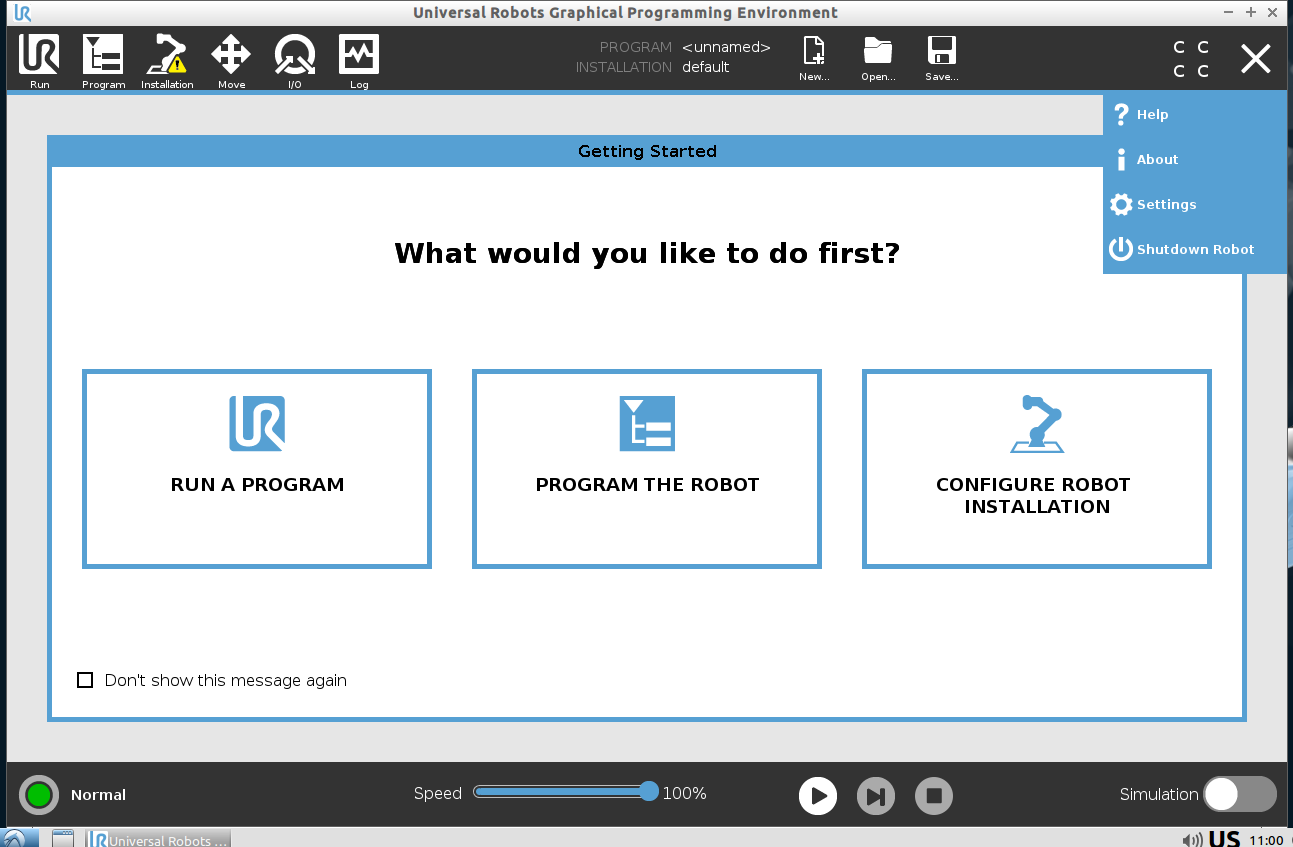 Universal Robots Graphical Programming Environment
Run
Program
Installation
Move
I/O
Log
PROGRAM <unnamed>
INSTALLATION default
New...
Open...
Save...
C C
C C
Help
About
Settings
Shutdown Robot
Getting Started
What would you like to do first?
RUN A PROGRAM
PROGRAM THE ROBOT
CONFIGURE ROBOT
INSTALLATION
Don't show this message again
Normal
Speed
100%
Simulation
Universal Robots ...
US
11:00